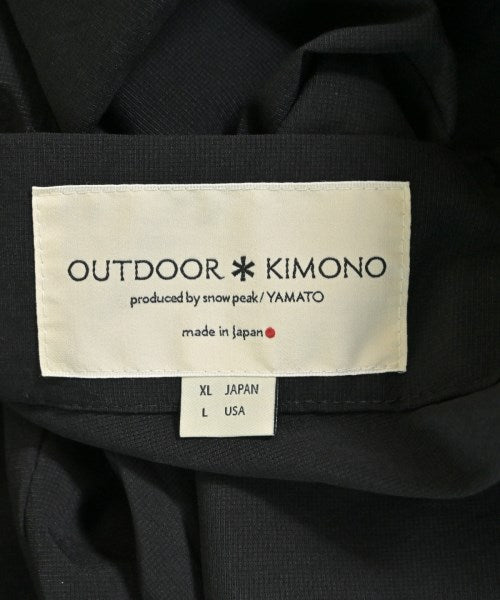 OUTDOOR * KIMONO
produced by snow peak / YAMATO
made in Japan
XL JAPAN
L USA